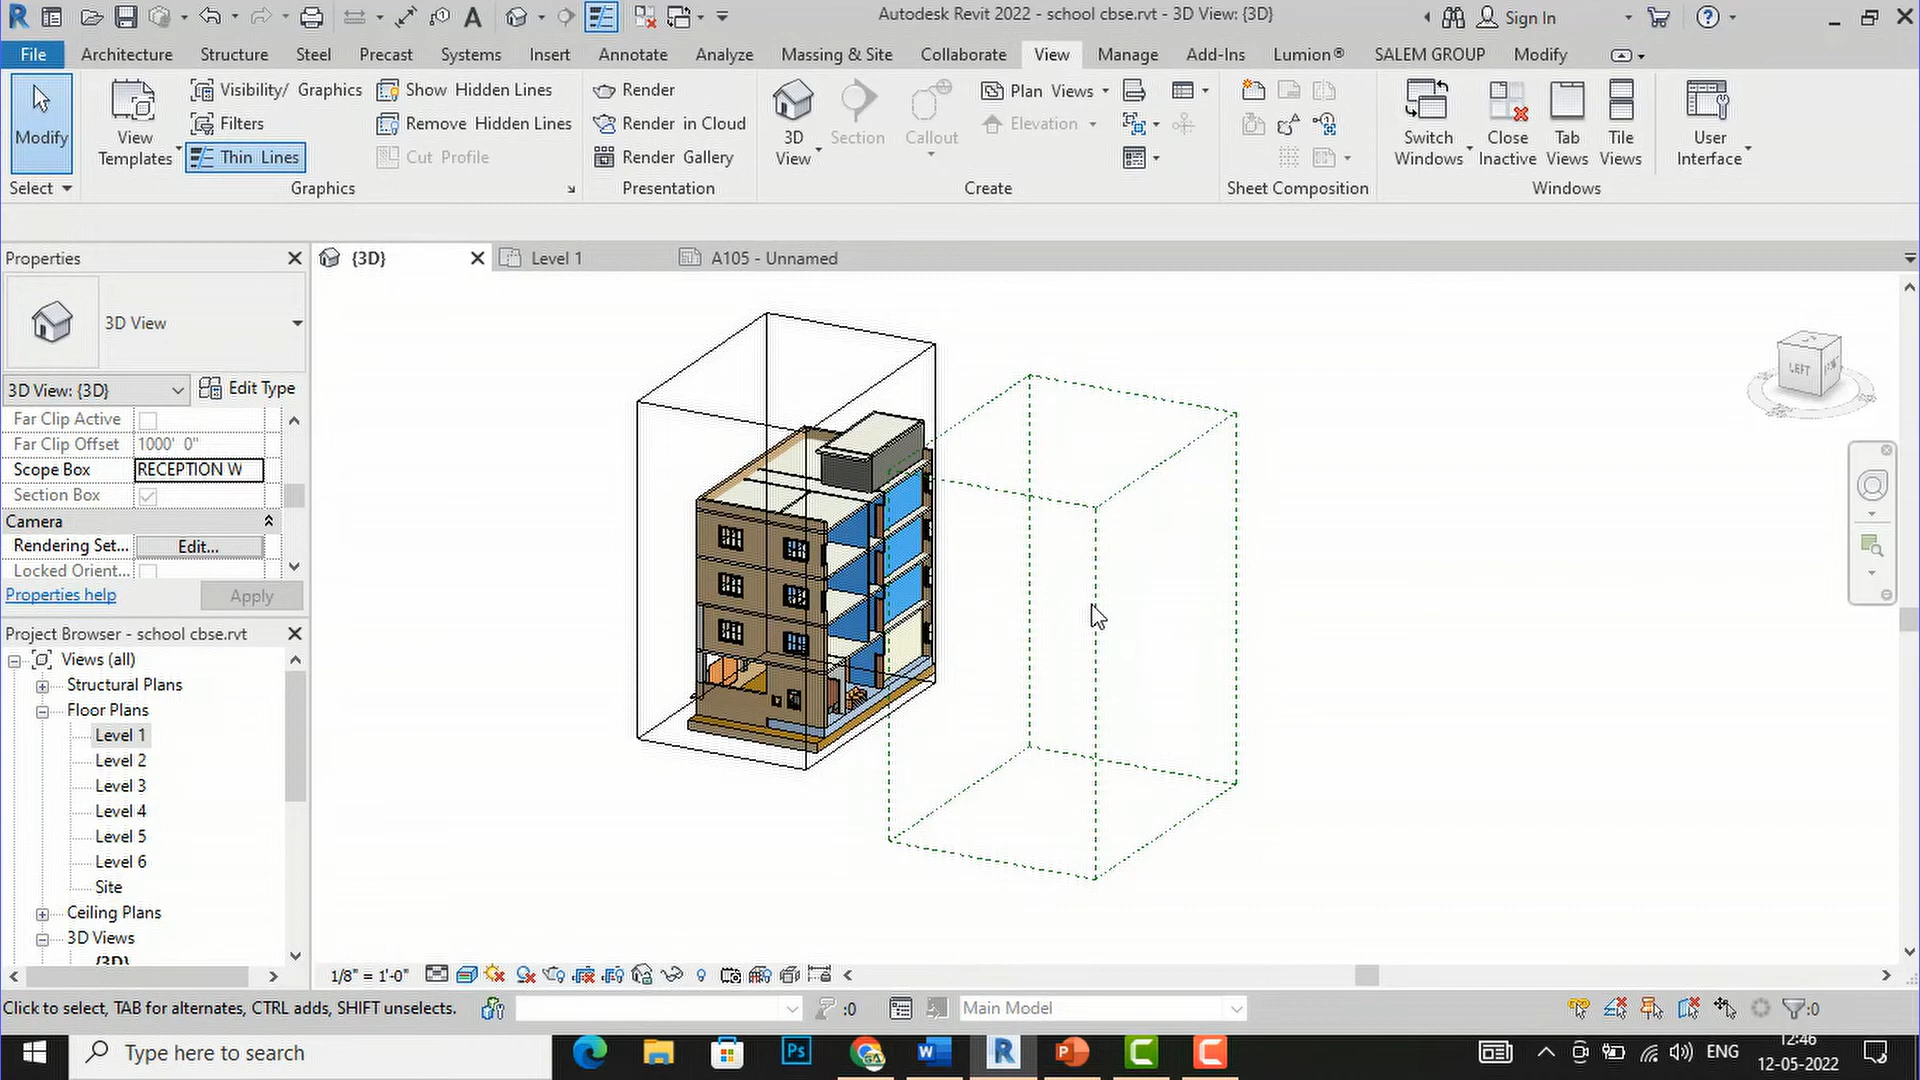 Autodesk Revit 2022 - school cbse.rvt - 3D View: {3D}
Sign In
File Architecture Structure Steel Precast Systems Insert Annotate Analyze Massing & Site Collaborate View Manage Add-Ins Lumion® SALEM GROUP Modify
Modify
View
Templates
Visibility/ Graphics
Filters
Thin Lines
Show Hidden Lines
Remove Hidden Lines
Cut Profile
Render
Render in Cloud
Render Gallery
3D
View
Section
Callout
Plan Views
Elevation
Switch
Windows
Close
Inactive
Tab
Views
Tile
Views
User
Interface
Select
Graphics
Presentation
Create
Sheet Composition
Windows
Properties
{3D}
Level 1
A105 - Unnamed
3D View
3D View: {3D}
Edit Type
Far Clip Active
Far Clip Offset 1000' 0"
Scope Box RECEPTION W
Section Box
Camera
Rendering Set... Edit...
Locked Orient...
Properties help
Apply
LEFT
Project Browser - school cbse.rvt
Views (all)
Structural Plans
Floor Plans
Level 1
Level 2
Level 3
Level 4
Level 5
Level 6
Site
Ceiling Plans
3D Views
{3D}
1/8" = 1'-0"
Click to select, TAB for alternates, CTRL adds, SHIFT unselects.
:0
Main Model
:0
Type here to search
Ps
ENG
12:46
12-05-2022